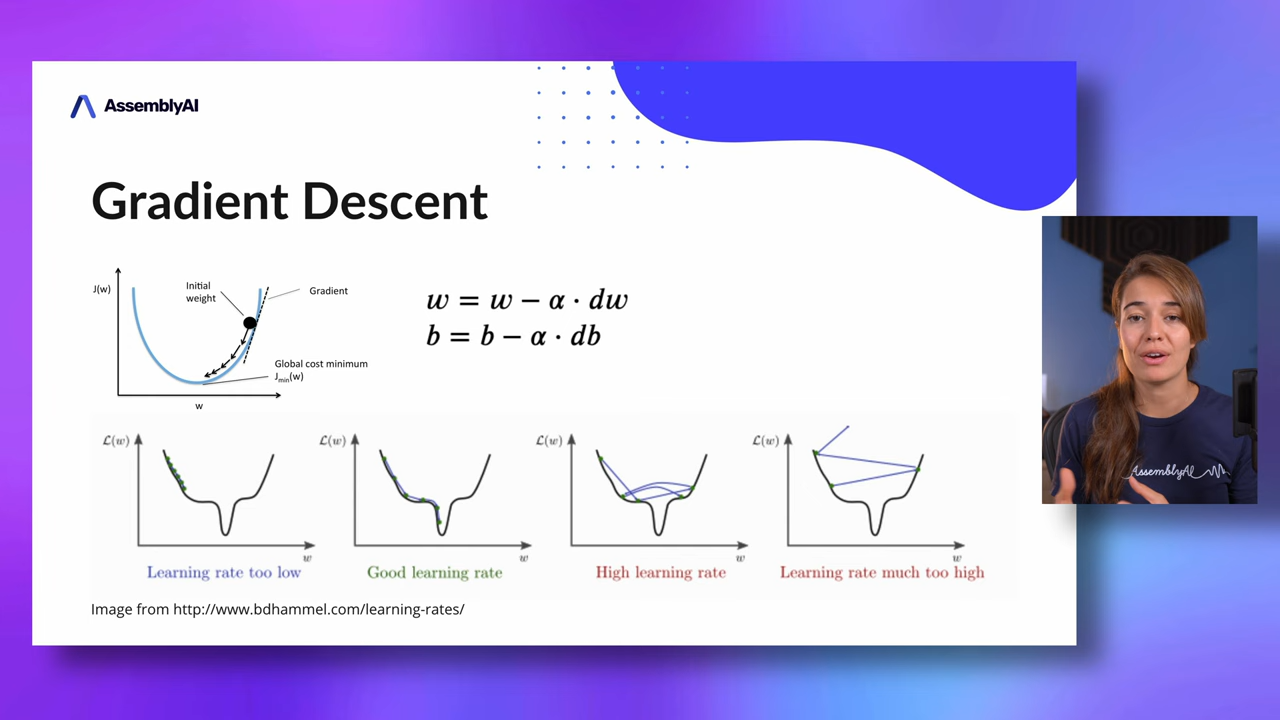 AssemblyAI
Gradient Descent
J(w)
Initial
weight
Gradient
Global cost minimum
Jmin(w)
w
w = w − α · dw
b = b − α · db
ℒ(w)
w
Learning rate too low
ℒ(w)
w
Good learning rate
ℒ(w)
w
High learning rate
ℒ(w)
w
Learning rate much too high
Image from http://www.bdhammel.com/learning-rates/
AssemblyAI